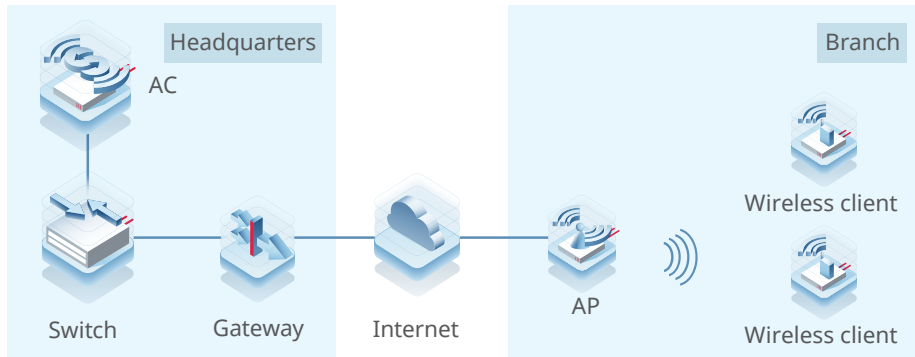 Headquarters
Branch
AC
Wireless client
Switch
Gateway
Internet
AP
Wireless client